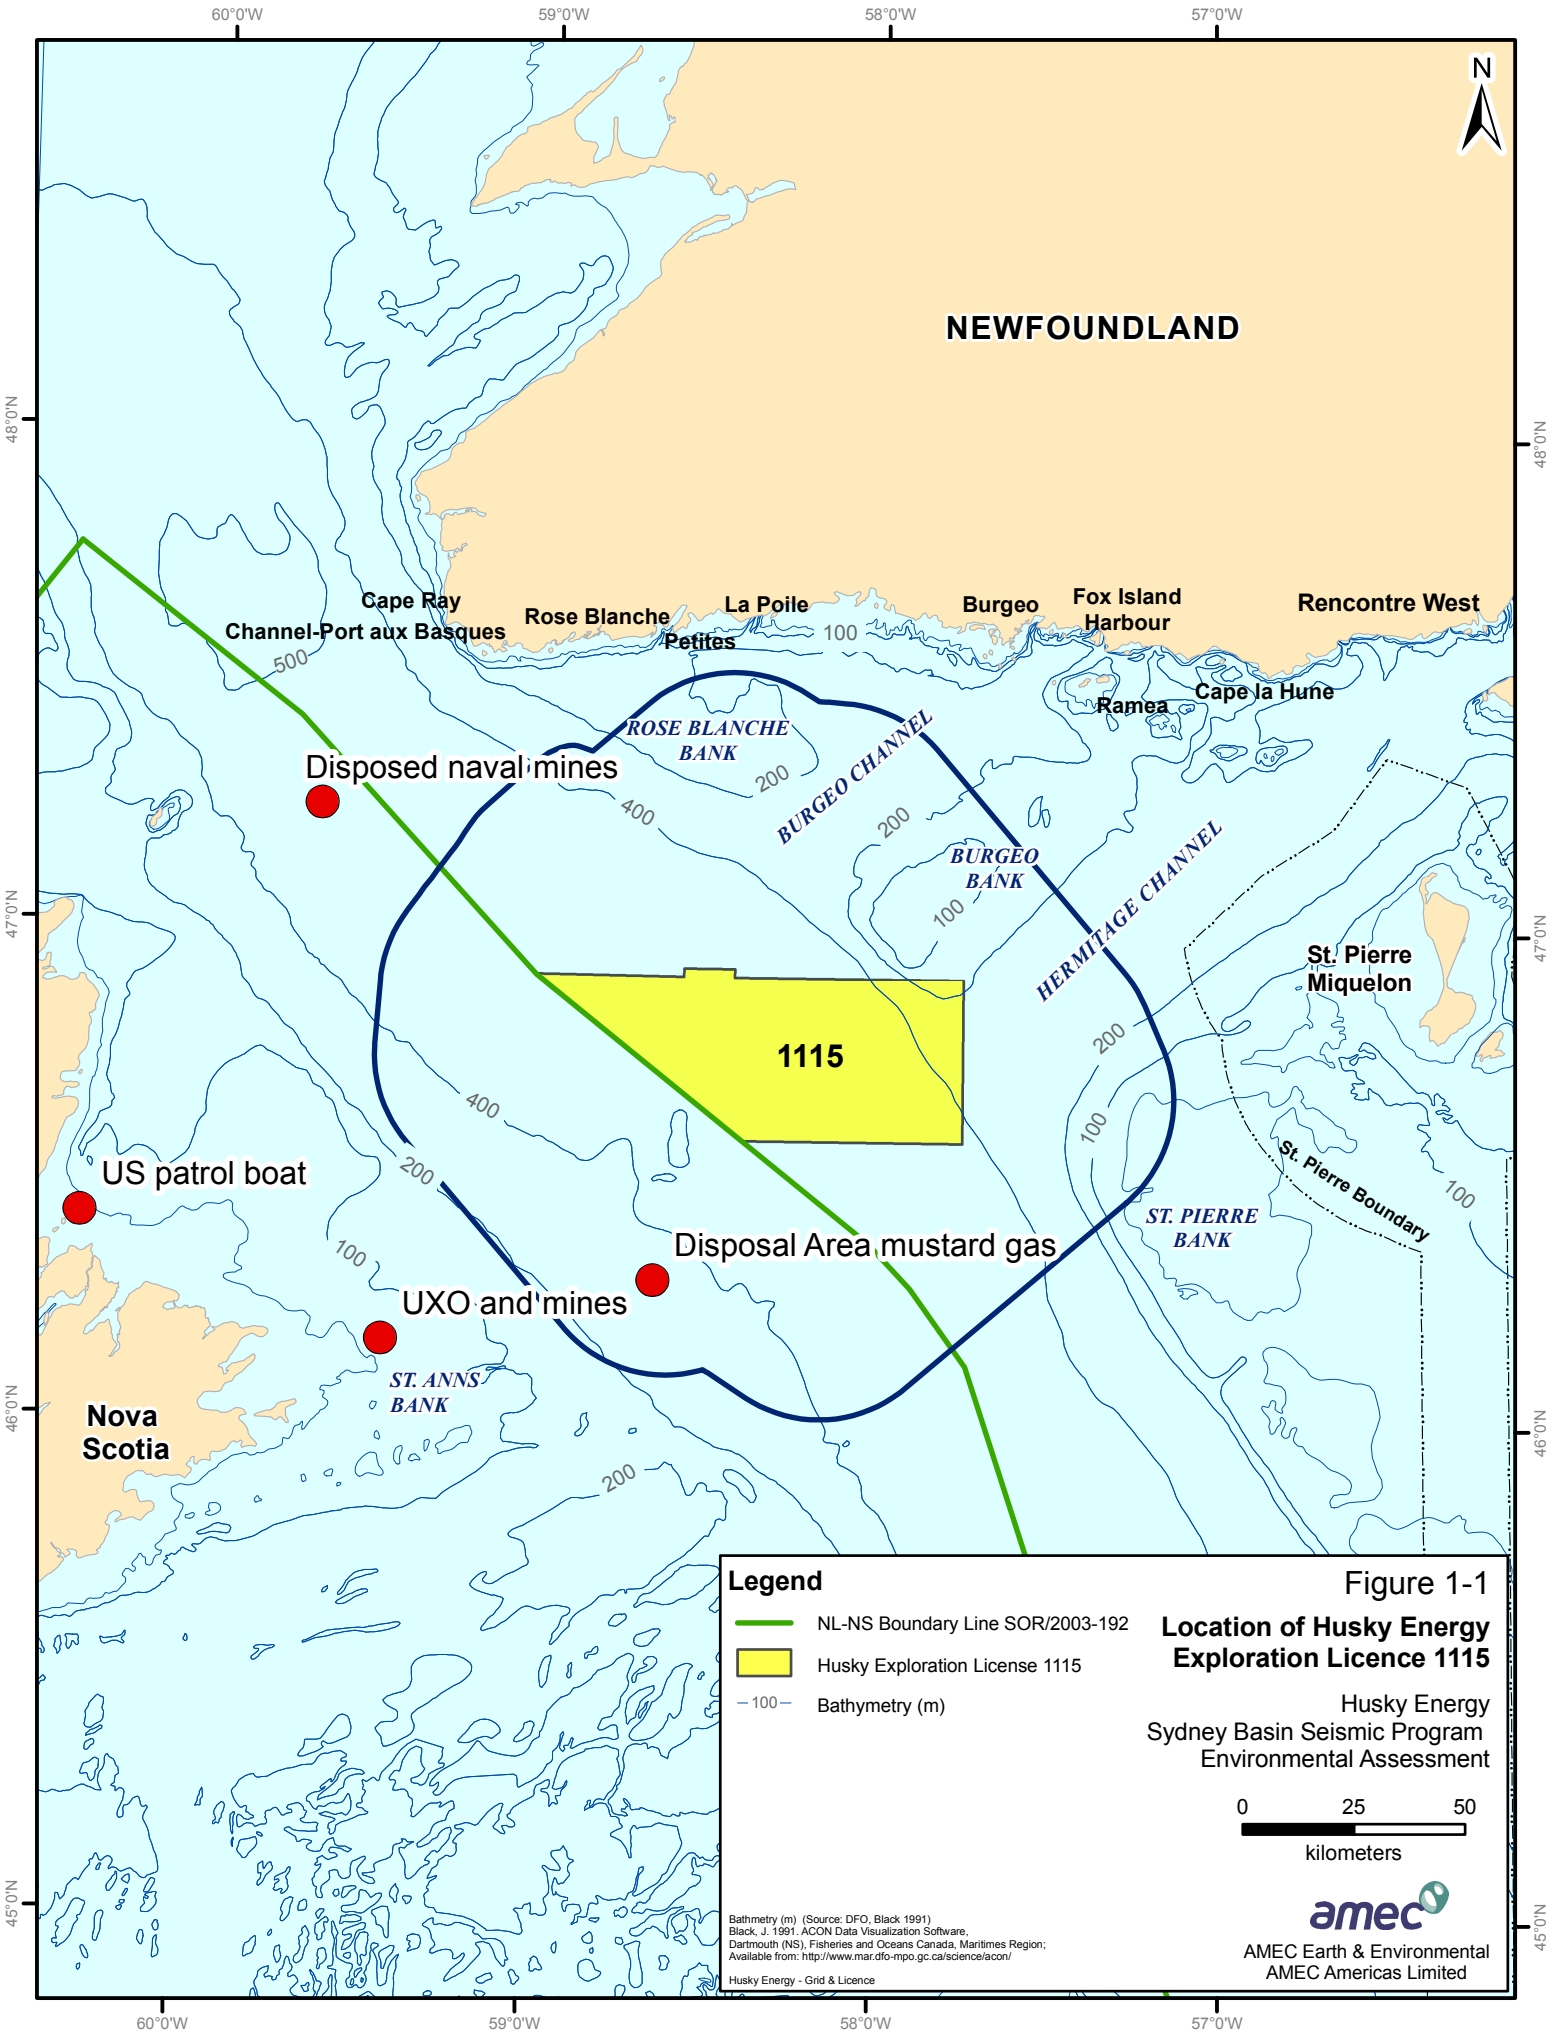 60°0'W
59°0'W
58°0'W
57°0'W
N
NEWFOUNDLAND
48°0'N
48°0'N
Cape Ray
Channel-Port aux Basques
Rose Blanche
La Poile
Petites
100
Burgeo
Fox Island
Harbour
Rencontre West
500
Ramea
Cape la Hune
ROSE BLANCHE
BANK
BURGEO CHANNEL
Disposed naval mines
200
400
200
BURGEO
BANK
HERMITAGE CHANNEL
100
47°0'N
47°0'N
St. Pierre
Miquelon
1115
200
400
100
200
St. Pierre Boundary
100
US patrol boat
ST. PIERRE
BANK
100
Disposal Area mustard gas
UXO and mines
ST. ANNS
BANK
46°0'N
46°0'N
Nova
Scotia
200
Legend
NL-NS Boundary Line SOR/2003-192
Husky Exploration License 1115
100
Bathymetry (m)
Figure 1-1
Location of Husky Energy
Exploration Licence 1115
Husky Energy
Sydney Basin Seismic Program
Environmental Assessment
0 25 50
kilometers
amec
AMEC Earth & Environmental
AMEC Americas Limited
Bathmetry (m) (Source: DFO, Black 1991)
Black, J. 1991. ACON Data Visualization Software,
Dartmouth (NS), Fisheries and Oceans Canada, Maritimes Region;
Available from: http://www.mar.dfo-mpo.gc.ca/science/acon/
Husky Energy - Grid & Licence
45°0'N
45°0'N
60°0'W
59°0'W
58°0'W
57°0'W